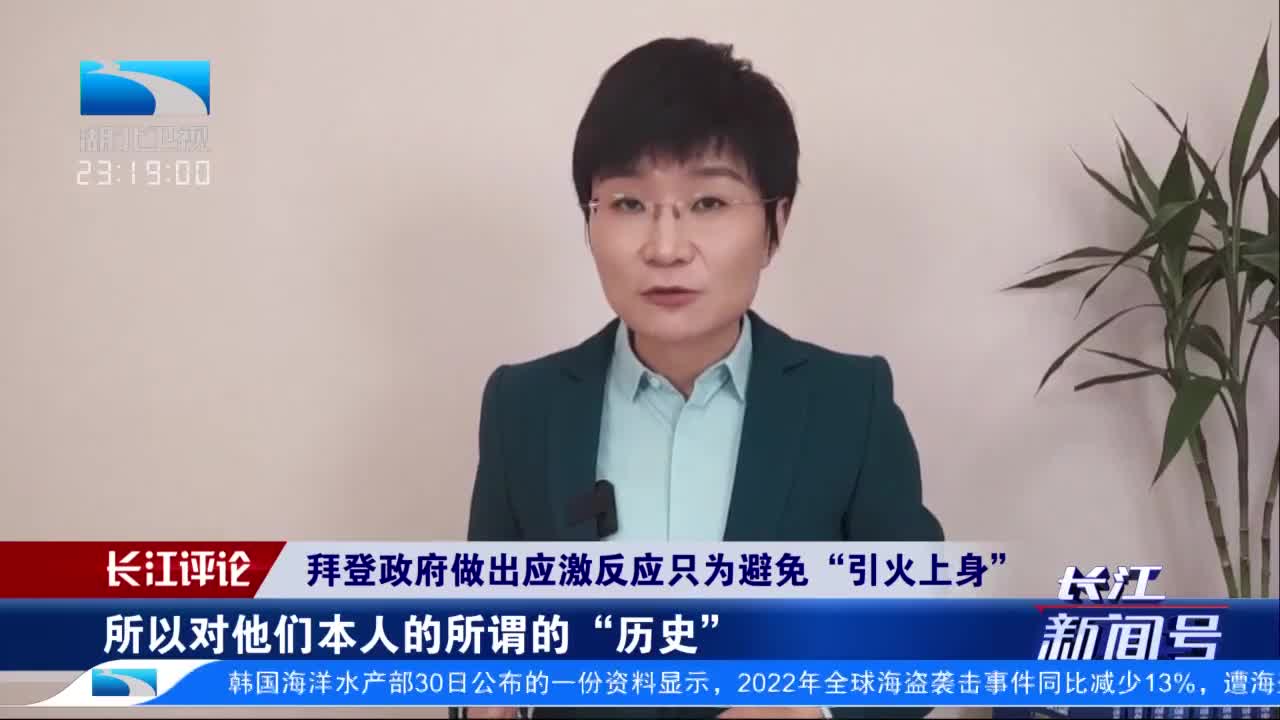 湖北卫视
23:19:00
长江评论
拜登政府做出应激反应只为避免“引火上身”
所以对他们本人的所谓的“历史”
长江
新闻号
韩国海洋水产部30日公布的一份资料显示，2022年全球海盗袭击事件同比减少13%，遭海